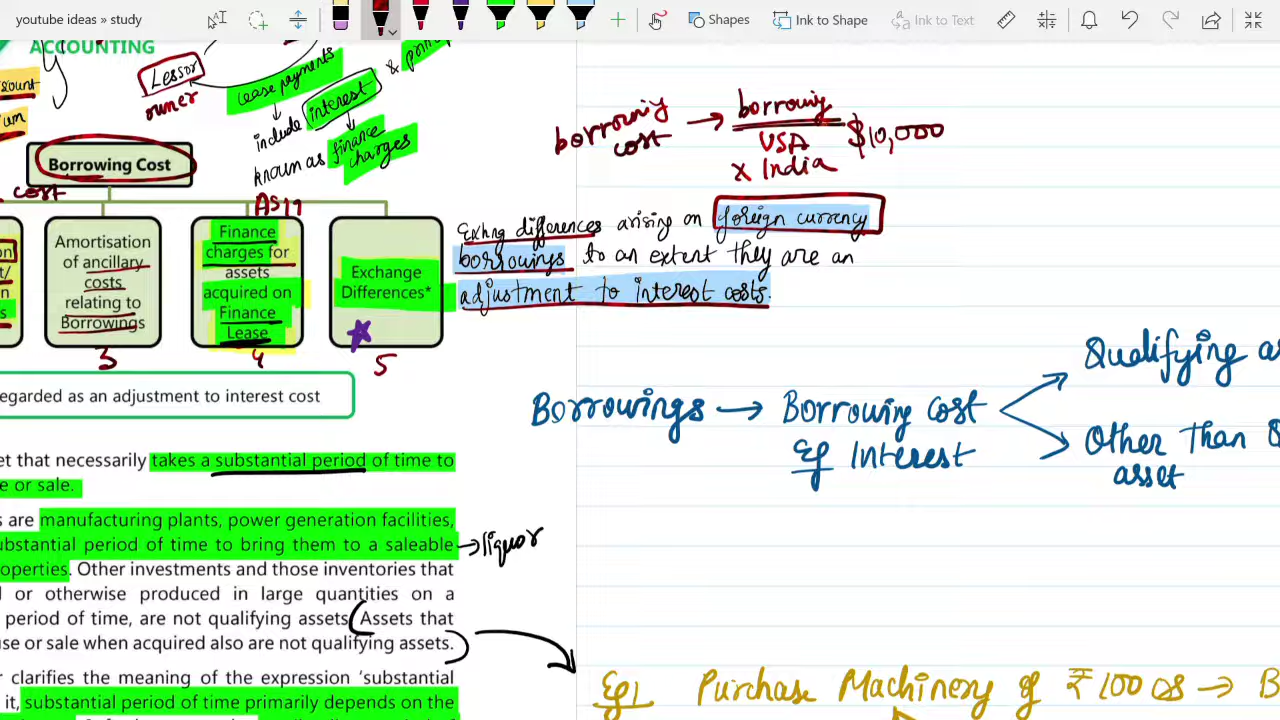 youtube ideas » study
Shapes
Ink to Shape
Ink to Text
ACCOUNTING
Lessor
owner
lease payments
&
include interest
known as finance charges
Borrowing Cost
cost
AS 19
Amortisation
of ancillary
costs
relating to
Borrowings
3
Finance
charges for
assets
acquired on
Finance
Lease
4
Exchange
Differences*
5
egarded as an adjustment to interest cost
et that necessarily takes a substantial period of time to
e or sale.
s are manufacturing plants, power generation facilities,
ubstantial period of time to bring them to a saleable
operties. Other investments and those inventories that
d or otherwise produced in large quantities on a
period of time, are not qualifying assets. Assets that
use or sale when acquired also are not qualifying assets.
r clarifies the meaning of the expression 'substantial
it, substantial period of time primarily depends on the
liquor
borrowing cost → borrowing
USA $10,000
x India
Exhng differences arising on foreign currency
borrowings to an extent they are an
adjustment to interest costs.
Borrowings → Borrowing cost
Eg Interest
Qualifying as
Other Than
asset
Eg1 Purchase Machinery of ₹100 cs → B